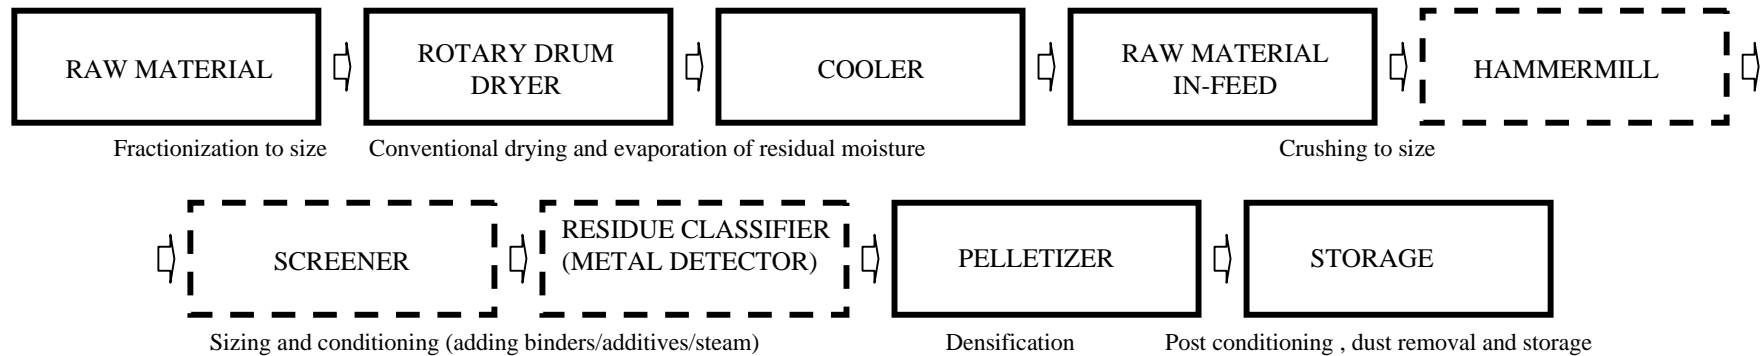 RAW MATERIAL
ROTARY DRUM
DRYER
COOLER
RAW MATERIAL
IN-FEED
HAMMERMILL
Fractionization to size
Conventional drying and evaporation of residual moisture
Crushing to size
SCREENER
RESIDUE CLASSIFIER
(METAL DETECTOR)
PELLETIZER
STORAGE
Sizing and conditioning (adding binders/additives/steam)
Densification
Post conditioning , dust removal and storage